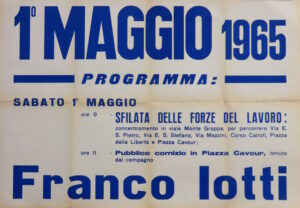 1° MAGGIO 1965
PROGRAMMA:
SABATO 1° MAGGIO
ore 9 - SFILATA DELLE FORZE DEL LAVORO:
concentramento in viale Monte Grappa, per percorrere Via E.
S. Pietro, Via E. S. Stefano, Via Mazzini, Corso Cairoli, Piazza
della Libertà e Piazza Cavour;
ore 11 - Pubblico comizio in Piazza Cavour, tenuto
dal compagno
Franco Iotti